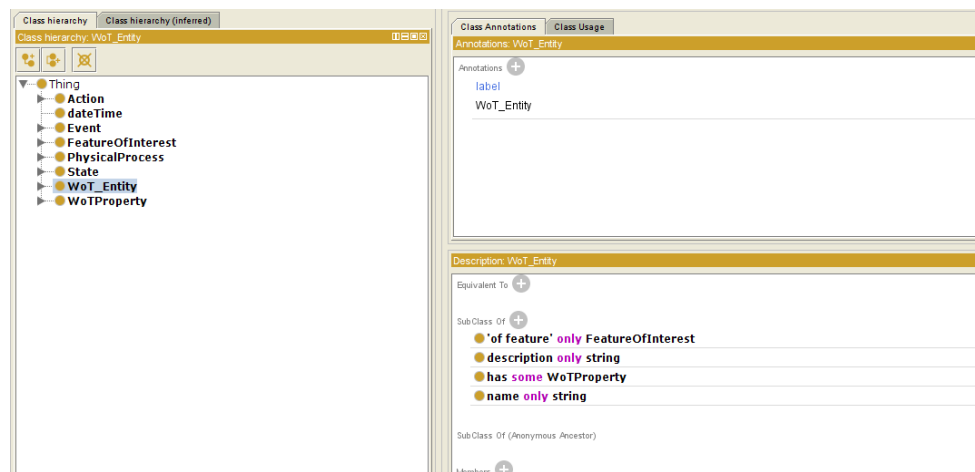 Class hierarchy Class hierarchy (inferred)
Class hierarchy: WoT_Entity
Thing
Action
dateTime
Event
FeatureOfInterest
PhysicalProcess
State
WoT_Entity
WoTProperty
Class Annotations Class Usage
Annotations: WoT_Entity
Annotations
label
WoT_Entity
Description: WoT_Entity
Equivalent To
SubClass Of
'of feature' only FeatureOfInterest
description only string
has some WoTProperty
name only string
SubClass Of (Anonymous Ancestor)
Members